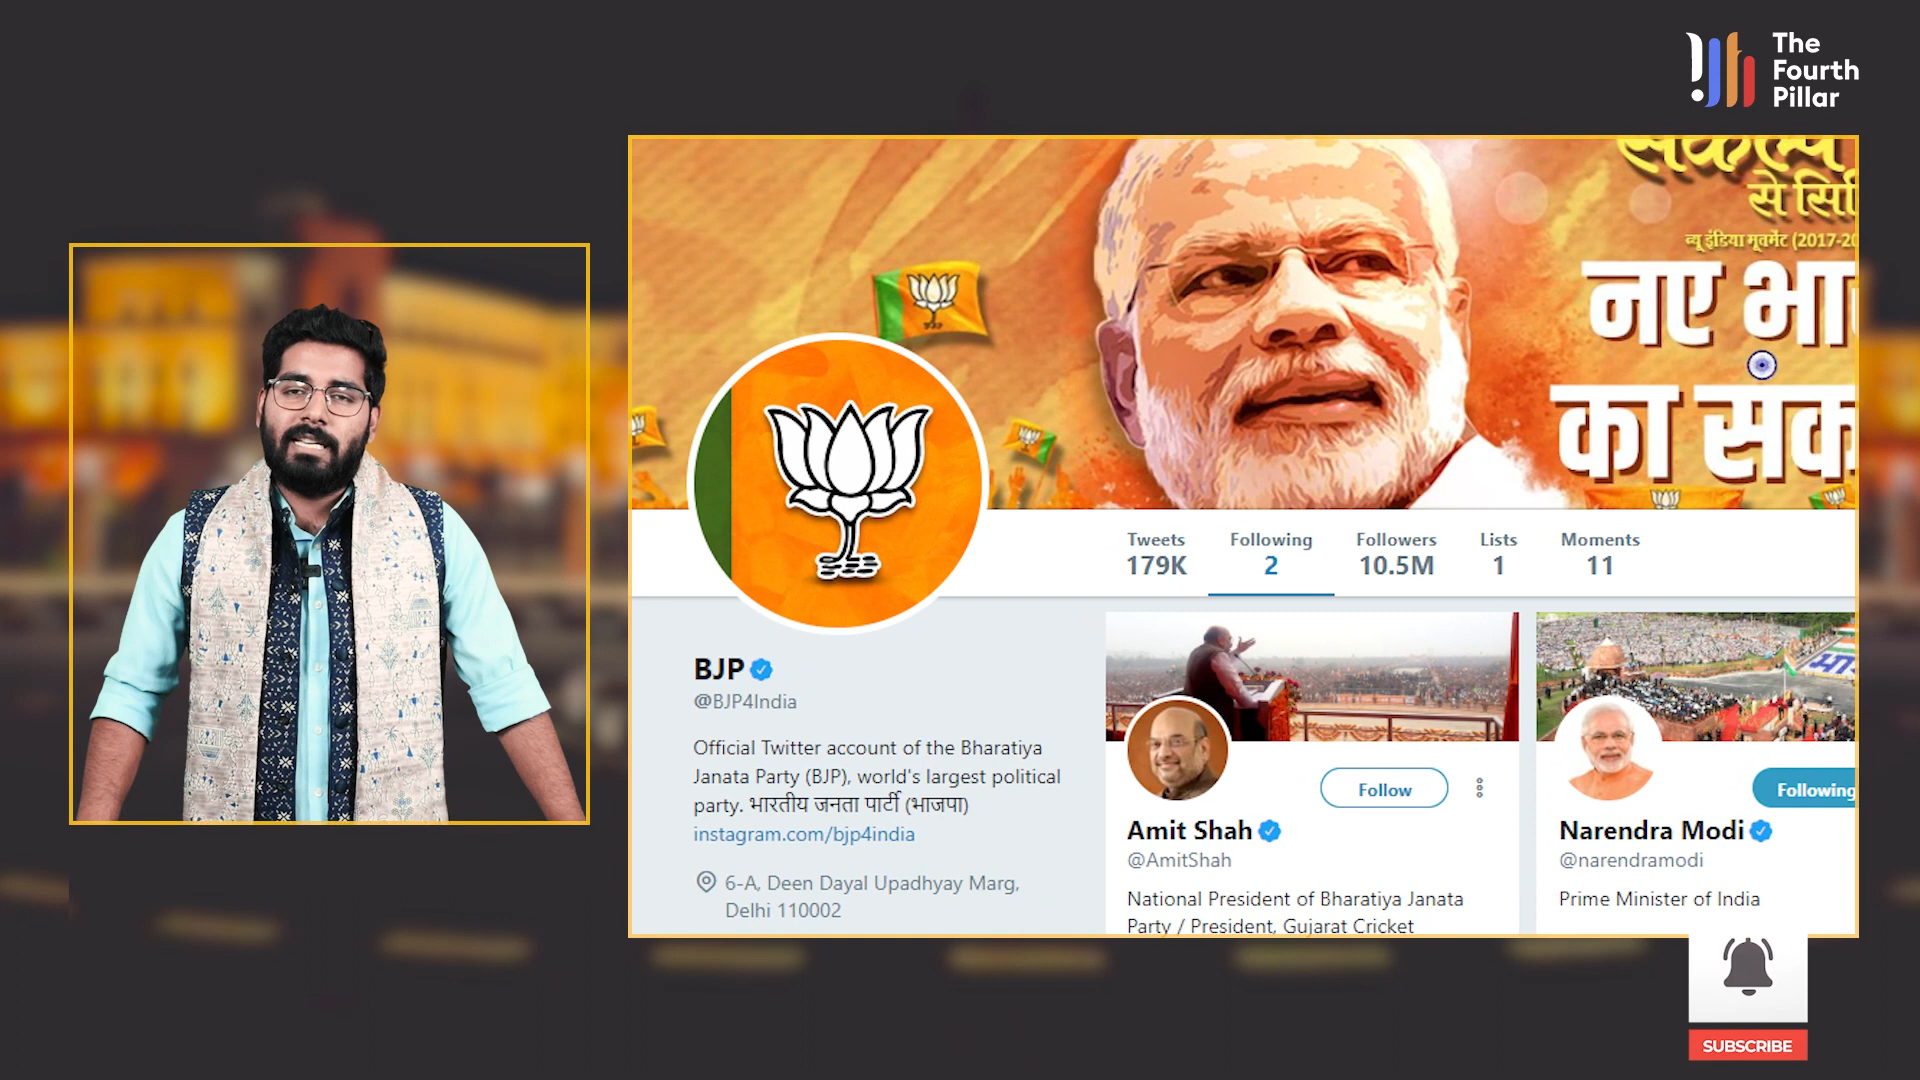 The
Fourth
Pillar
संकल्प
से सि
न्यू इंडिया मूवमेंट (2017-20
नए भा
का संक
Tweets
179K
Following
2
Followers
10.5M
Lists
1
Moments
11
BJP
@BJP4India
Official Twitter account of the Bharatiya
Janata Party (BJP), world's largest political
party. भारतीय जनता पार्टी (भाजपा)
instagram.com/bjp4india
6-A, Deen Dayal Upadhyay Marg,
Delhi 110002
Follow
Amit Shah
@AmitShah
National President of Bharatiya Janata
Party / President, Gujarat Cricket
Following
Narendra Modi
@narendramodi
Prime Minister of India
SUBSCRIBE